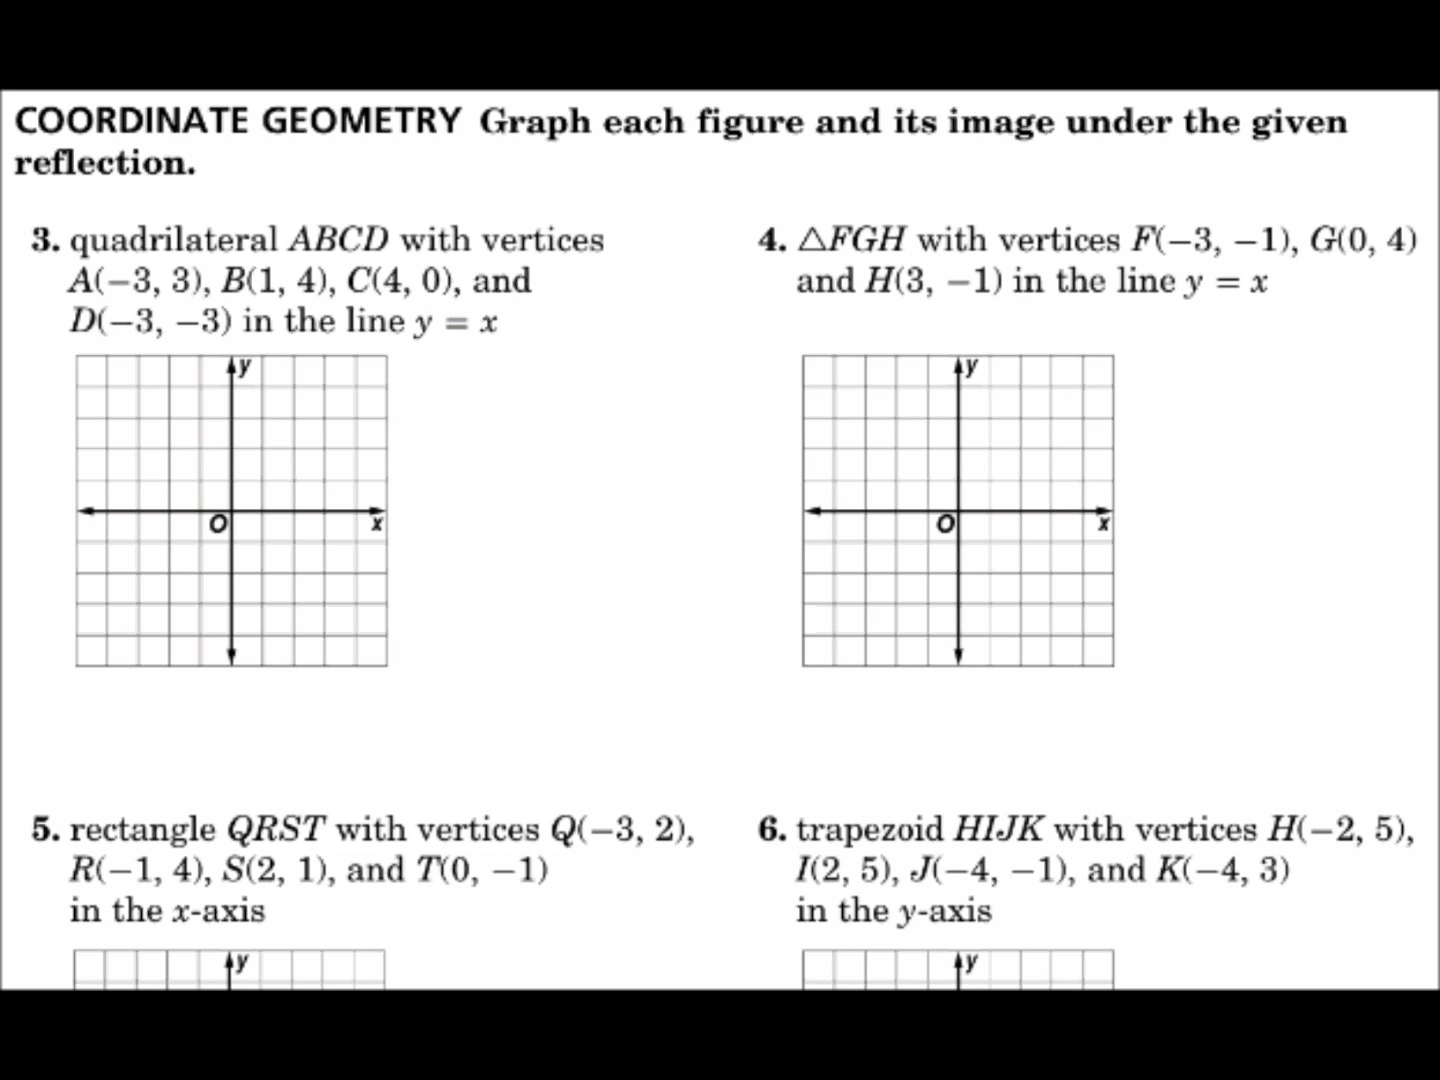 COORDINATE GEOMETRY Graph each figure and its image under the given
reflection.
3. quadrilateral ABCD with vertices
A(−3, 3), B(1, 4), C(4, 0), and
D(−3, −3) in the line y = x
y
O
x
4. △FGH with vertices F(−3, −1), G(0, 4)
and H(3, −1) in the line y = x
y
O
x
5. rectangle QRST with vertices Q(−3, 2),
R(−1, 4), S(2, 1), and T(0, −1)
in the x-axis
y
6. trapezoid HIJK with vertices H(−2, 5),
I(2, 5), J(−4, −1), and K(−4, 3)
in the y-axis
y